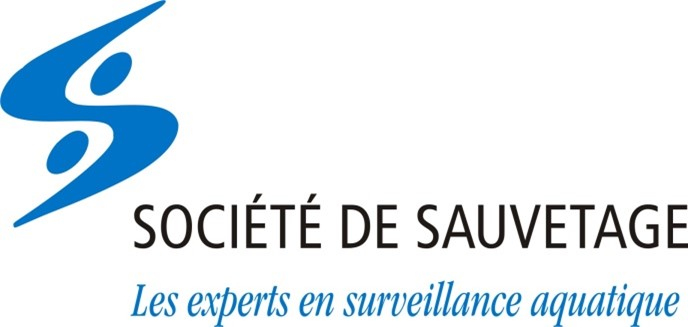 SOCIÉTÉ DE SAUVETAGE
Les experts en surveillance aquatique